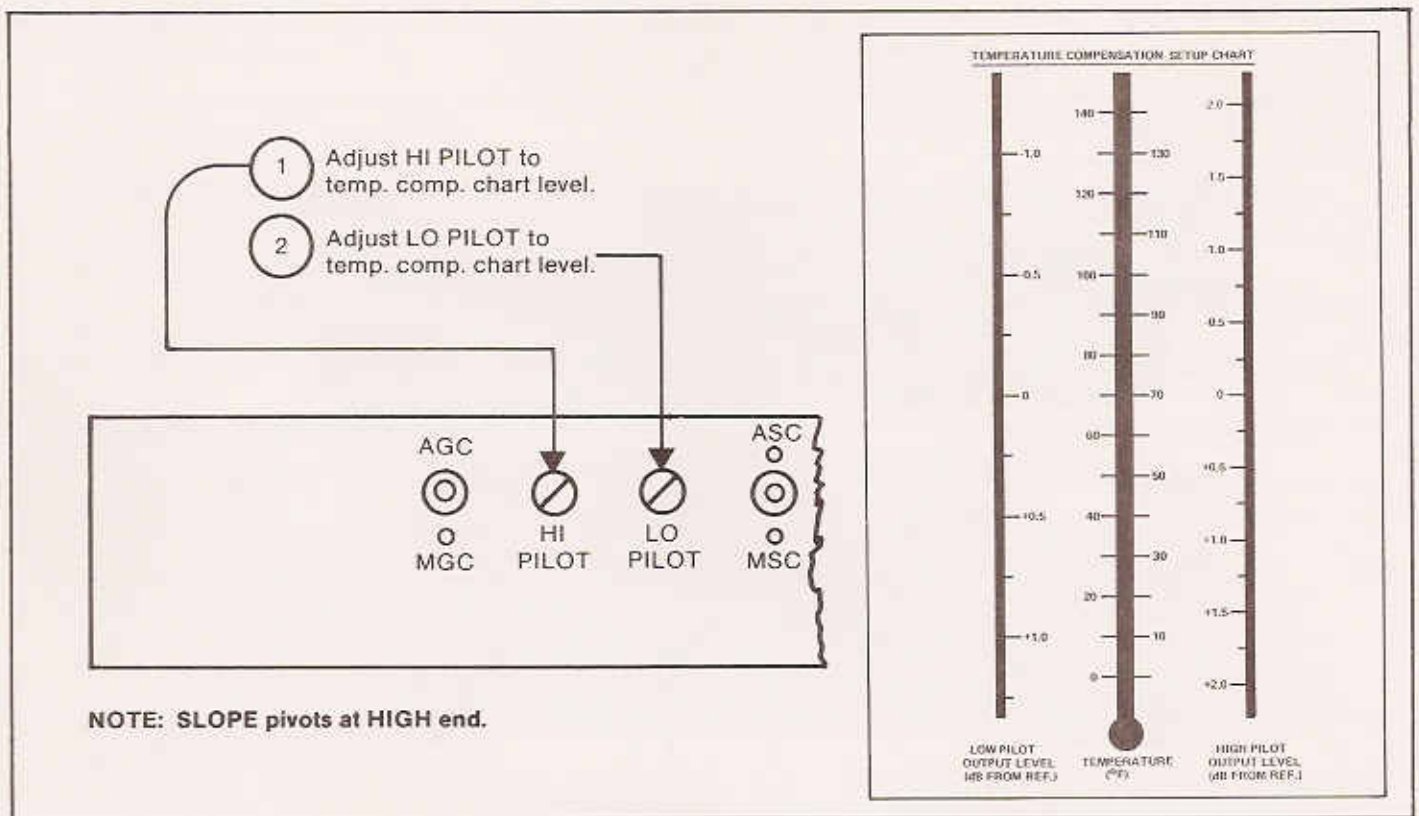 1
Adjust HI PILOT to
temp. comp. chart level.
2
Adjust LO PILOT to
temp. comp. chart level.
AGC
MGC
HI
PILOT
LO
PILOT
ASC
MSC
NOTE: SLOPE pivots at HIGH end.
TEMPERATURE COMPENSATION SETUP CHART
-1.0
-0.5
0
+0.5
+1.0
LOW PILOT
OUTPUT LEVEL
(dB FROM REF.)
140
130
120
110
100
90
80
70
60
50
40
30
20
10
0
TEMPERATURE
(°F)
-2.0
-1.5
-1.0
-0.5
0
+0.5
+1.0
+1.5
+2.0
HIGH PILOT
OUTPUT LEVEL
(dB FROM REF.)